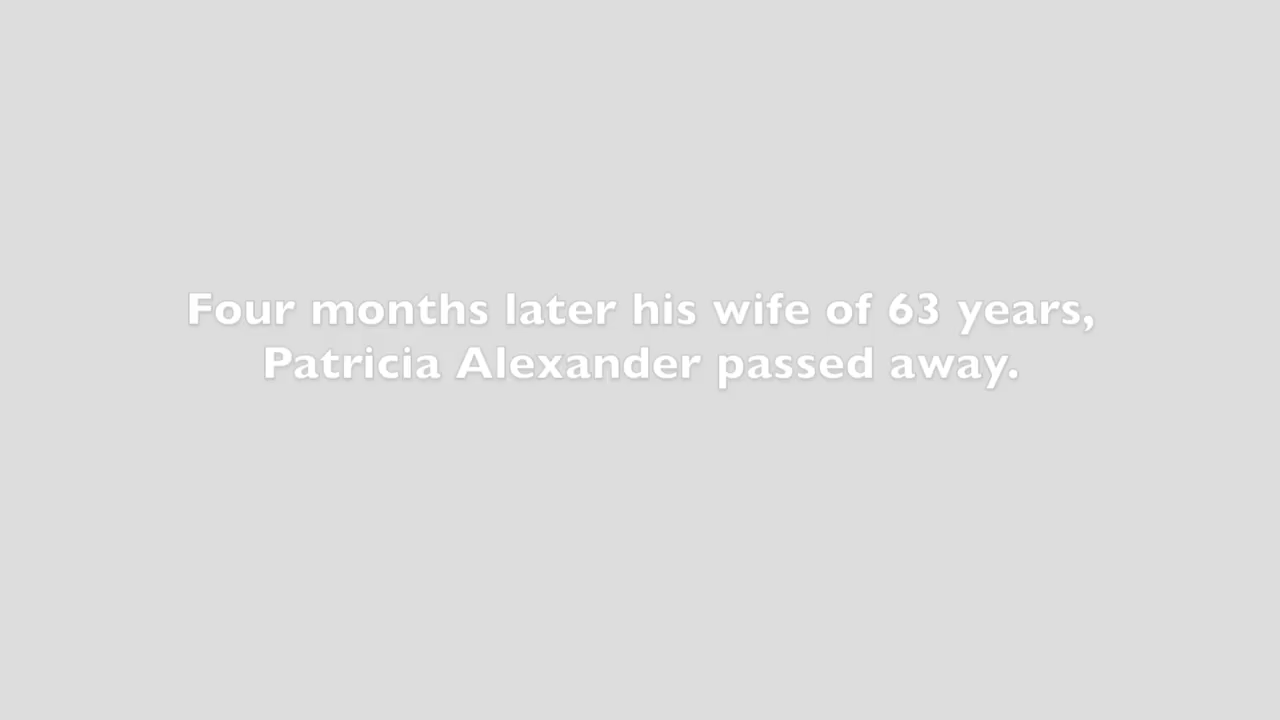 Four months later his wife of 63 years,
Patricia Alexander passed away.